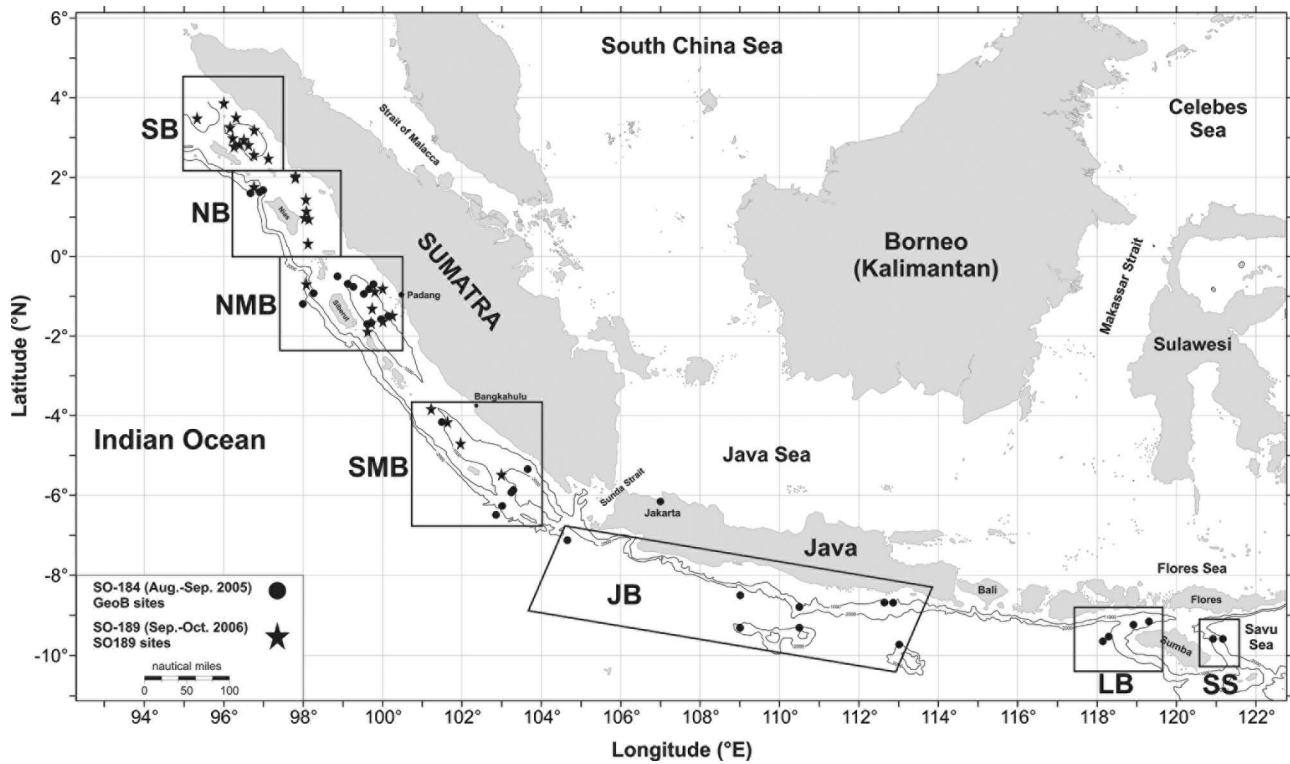 6°
4°
2°
0°
-2°
-4°
-6°
-8°
-10°
Latitude (°N)
South China Sea
Celebes
Sea
Strait of Malacca
SB
NB
Nias
SUMATRA
Borneo
(Kalimantan)
Makassar Strait
NMB
Padang
Siberut
Sulawesi
Bangkahulu
Indian Ocean
SMB
Java Sea
Sunda Strait
Jakarta
Java
JB
Bali
Flores Sea
Flores
Savu
Sea
Sumba
LB
SS
SO-184 (Aug.-Sep. 2005)
GeoB sites
SO-189 (Sep.-Oct. 2006)
SO189 sites
nautical miles
0 50 100
94° 96° 98° 100° 102° 104° 106° 108° 110° 112° 114° 116° 118° 120° 122°
Longitude (°E)